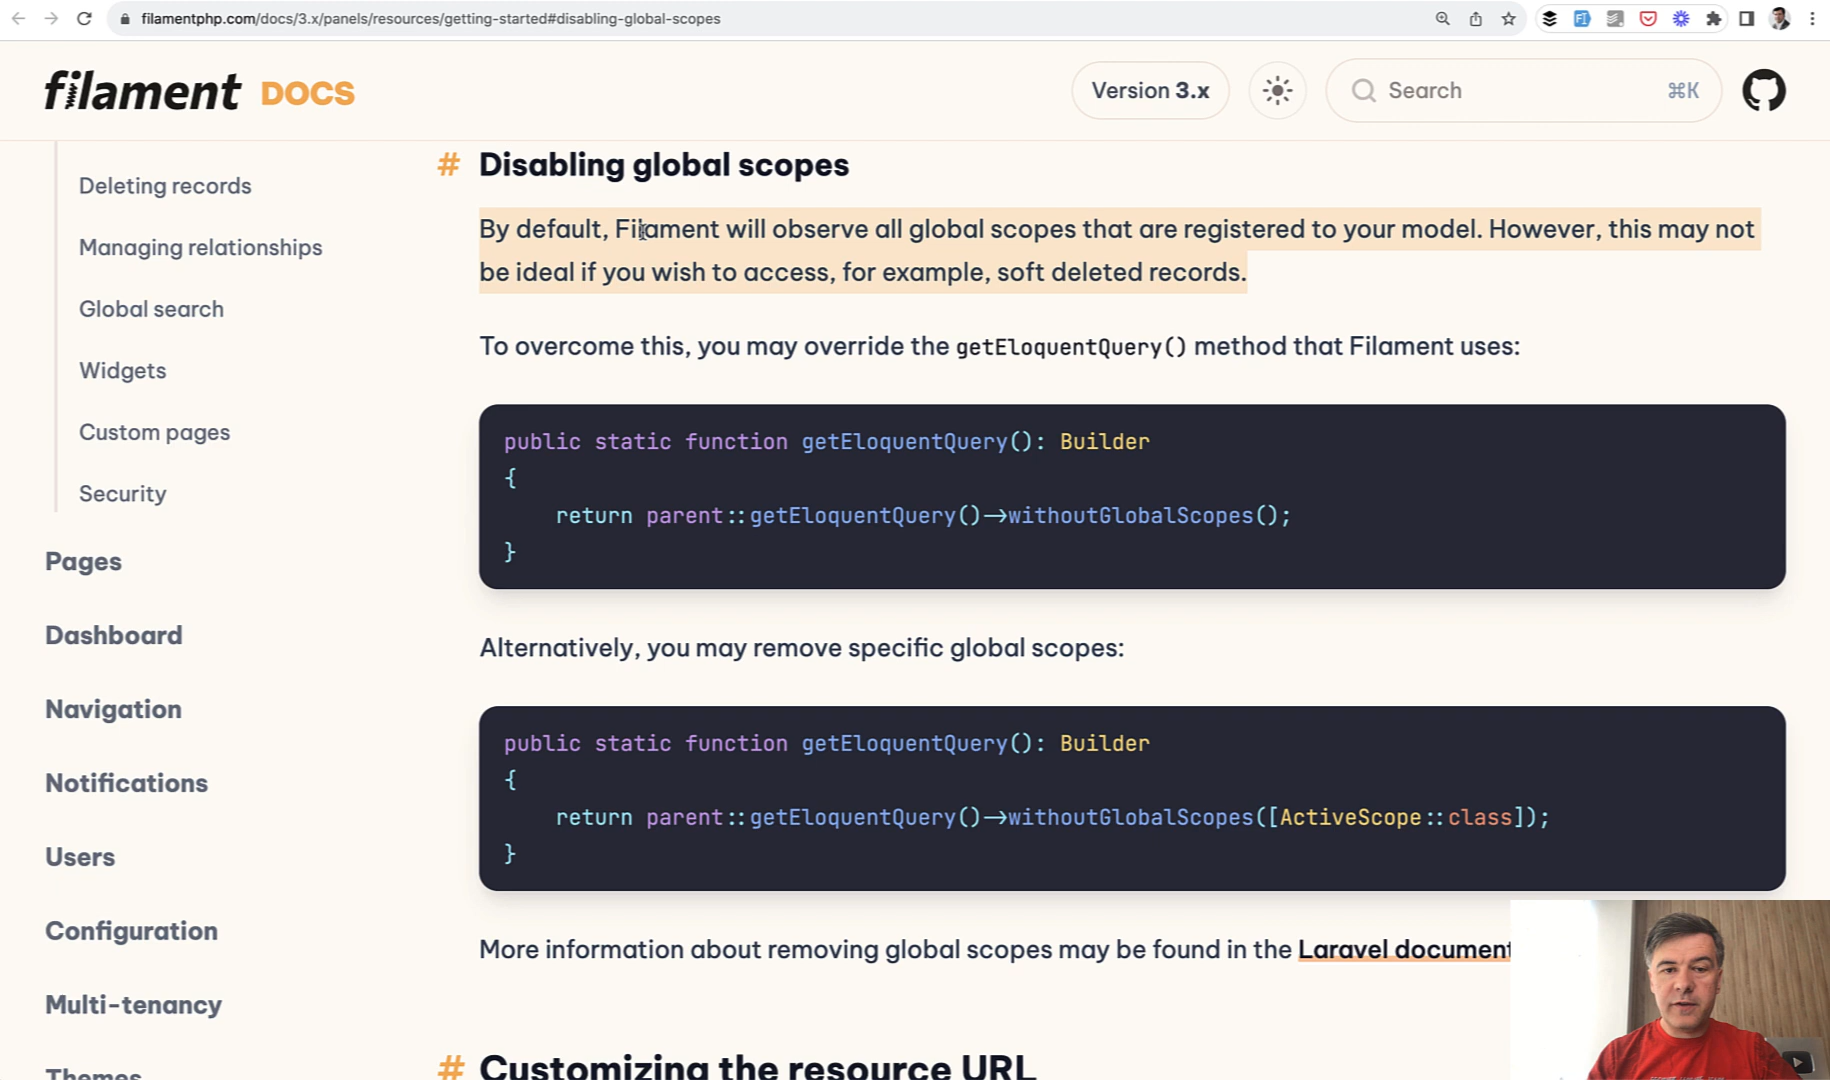 filamentphp.com/docs/3.x/panels/resources/getting-started#disabling-global-scopes
filament DOCS
Version 3.x
Search
⌘K
Deleting records
Managing relationships
Global search
Widgets
Custom pages
Security
Pages
Dashboard
Navigation
Notifications
Users
Configuration
Multi-tenancy
Themes
# Disabling global scopes
By default, Filament will observe all global scopes that are registered to your model. However, this may not
be ideal if you wish to access, for example, soft deleted records.
To overcome this, you may override the getEloquentQuery() method that Filament uses:
public static function getEloquentQuery(): Builder
{
    return parent::getEloquentQuery()->withoutGlobalScopes();
}
Alternatively, you may remove specific global scopes:
public static function getEloquentQuery(): Builder
{
    return parent::getEloquentQuery()->withoutGlobalScopes([ActiveScope::class]);
}
More information about removing global scopes may be found in the Laravel document
# Customizing the resource URL